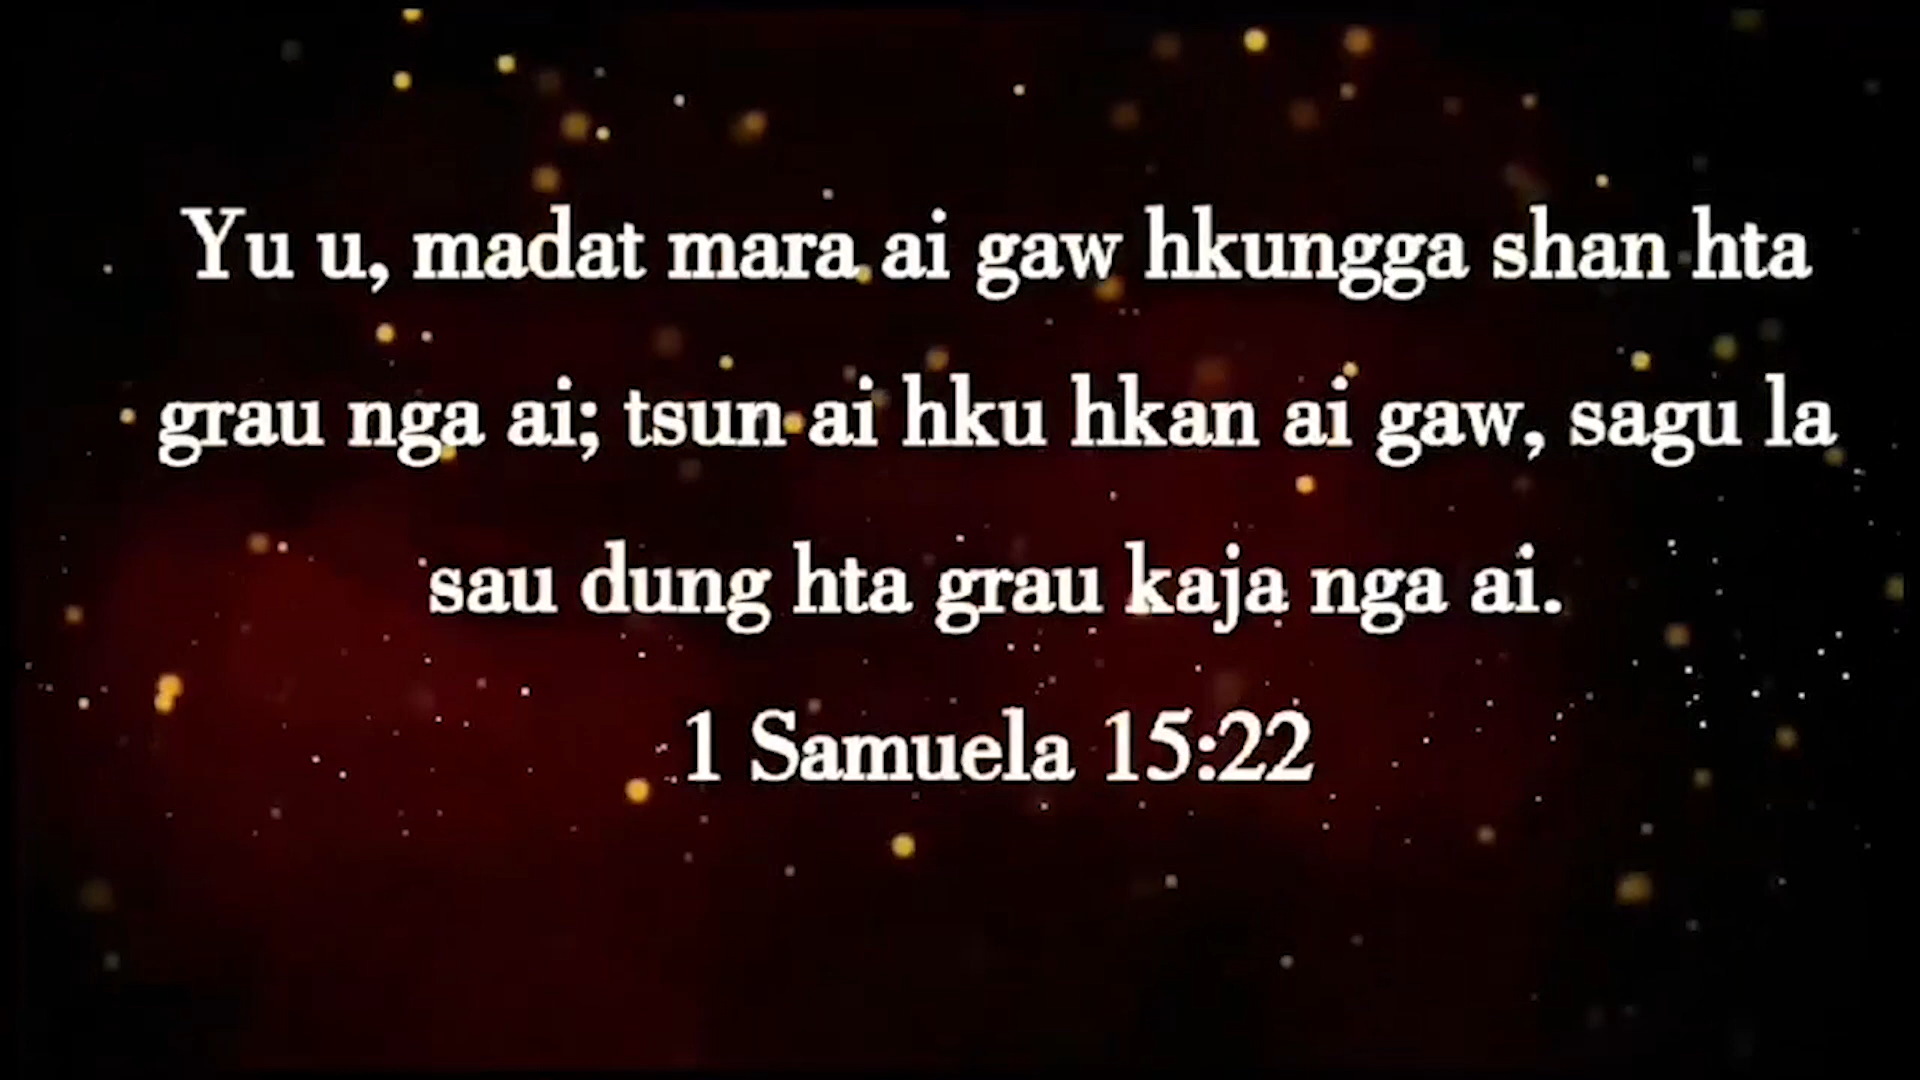 Yu u, madat mara ai gaw hkungga shan hta
grau nga ai; tsun ai hku hkan ai gaw, sagu la
sau dung hta grau kaja nga ai.
1 Samuela 15:22